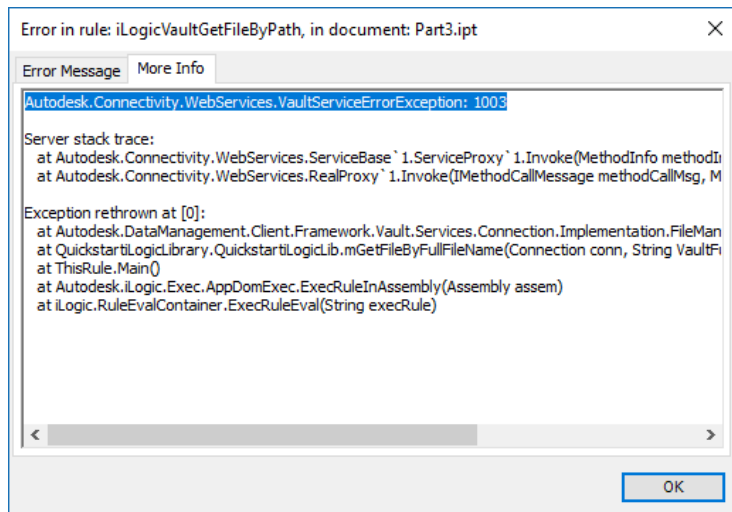 Error in rule: iLogicVaultGetFileByPath, in document: Part3.ipt
Error Message
More Info
Autodesk.Connectivity.WebServices.VaultServiceErrorException: 1003
Server stack trace:
at Autodesk.Connectivity.WebServices.ServiceBase`1.ServiceProxy`1.Invoke(MethodInfo methodI
at Autodesk.Connectivity.WebServices.RealProxy`1.Invoke(IMethodCallMessage methodCallMsg, M
Exception rethrown at [0]:
at Autodesk.DataManagement.Client.Framework.Vault.Services.Connection.Implementation.FileMan
at QuickstartiLogicLibrary.QuickstartiLogicLib.mGetFileByFullFileName(Connection conn, String VaultFu
at ThisRule.Main()
at Autodesk.iLogic.Exec.AppDomExec.ExecRuleInAssembly(Assembly assem)
at iLogic.RuleEvalContainer.ExecRuleEval(String execRule)
OK